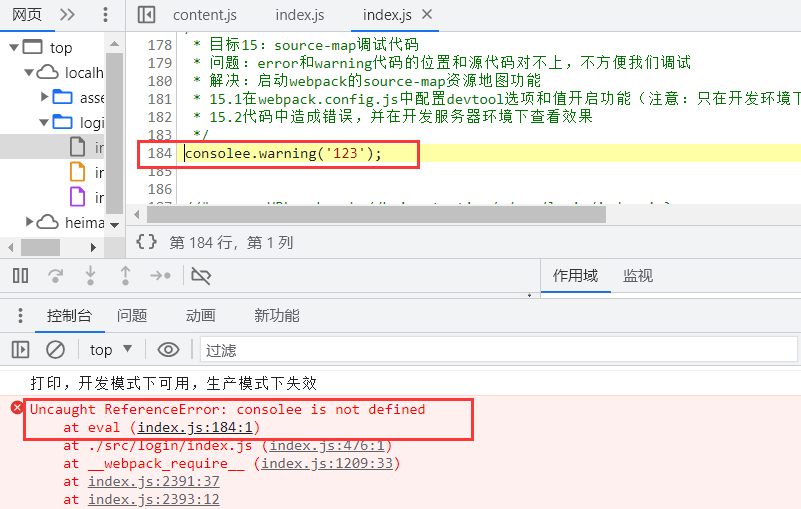 网页
content.js
index.js
index.js
top
localh
asse
logi
in
in
in
heima
178 * 目标15: source-map调试代码
179 * 问题: error和warning代码的位置和源代码对不上, 不方便我们调试
180 * 解决: 启动webpack的source-map资源地图功能
181 * 15.1在webpack.config.js中配置devtool选项和值开启功能（注意: 只在开发环境下
182 * 15.2代码中造成错误, 并在开发服务器环境下查看效果
183 */
184 consolee.warning('123');
185
186
{} 第 184 行，第 1 列
作用域
监视
控制台
问题
动画
新功能
top ▼
过滤
打印, 开发模式下可用, 生产模式下失效
Uncaught ReferenceError: consolee is not defined
at eval (index.js:184:1)
at ./src/login/index.js (index.js:476:1)
at __webpack_require__ (index.js:1209:33)
at index.js:2391:37
at index.js:2393:12